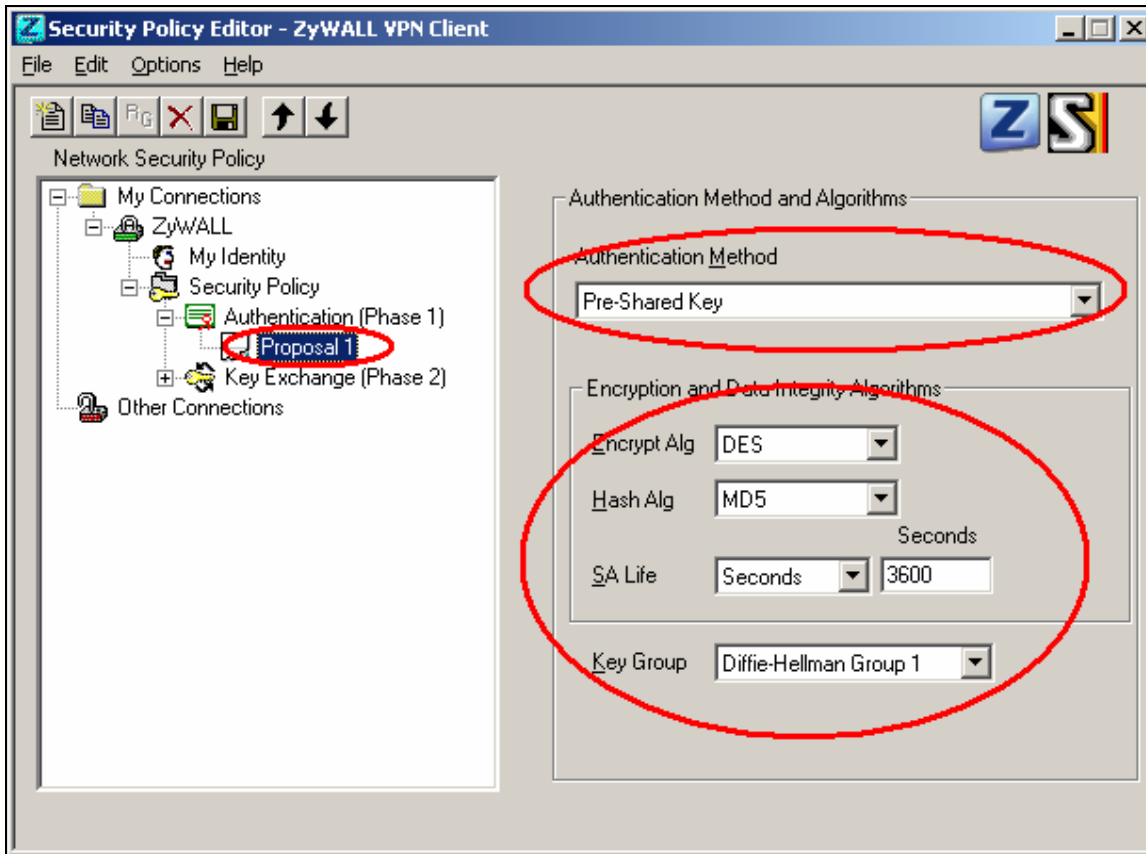 Security Policy Editor - ZyWALL VPN Client
File Edit Options Help
Network Security Policy
My Connections
ZyWALL
My Identity
Security Policy
Authentication (Phase 1)
Proposal 1
Key Exchange (Phase 2)
Other Connections
Authentication Method and Algorithms
Authentication Method
Pre-Shared Key
Encryption and Data Integrity Algorithms
Encrypt Alg DES
Hash Alg MD5
Seconds
SA Life Seconds 3600
Key Group Diffie-Hellman Group 1